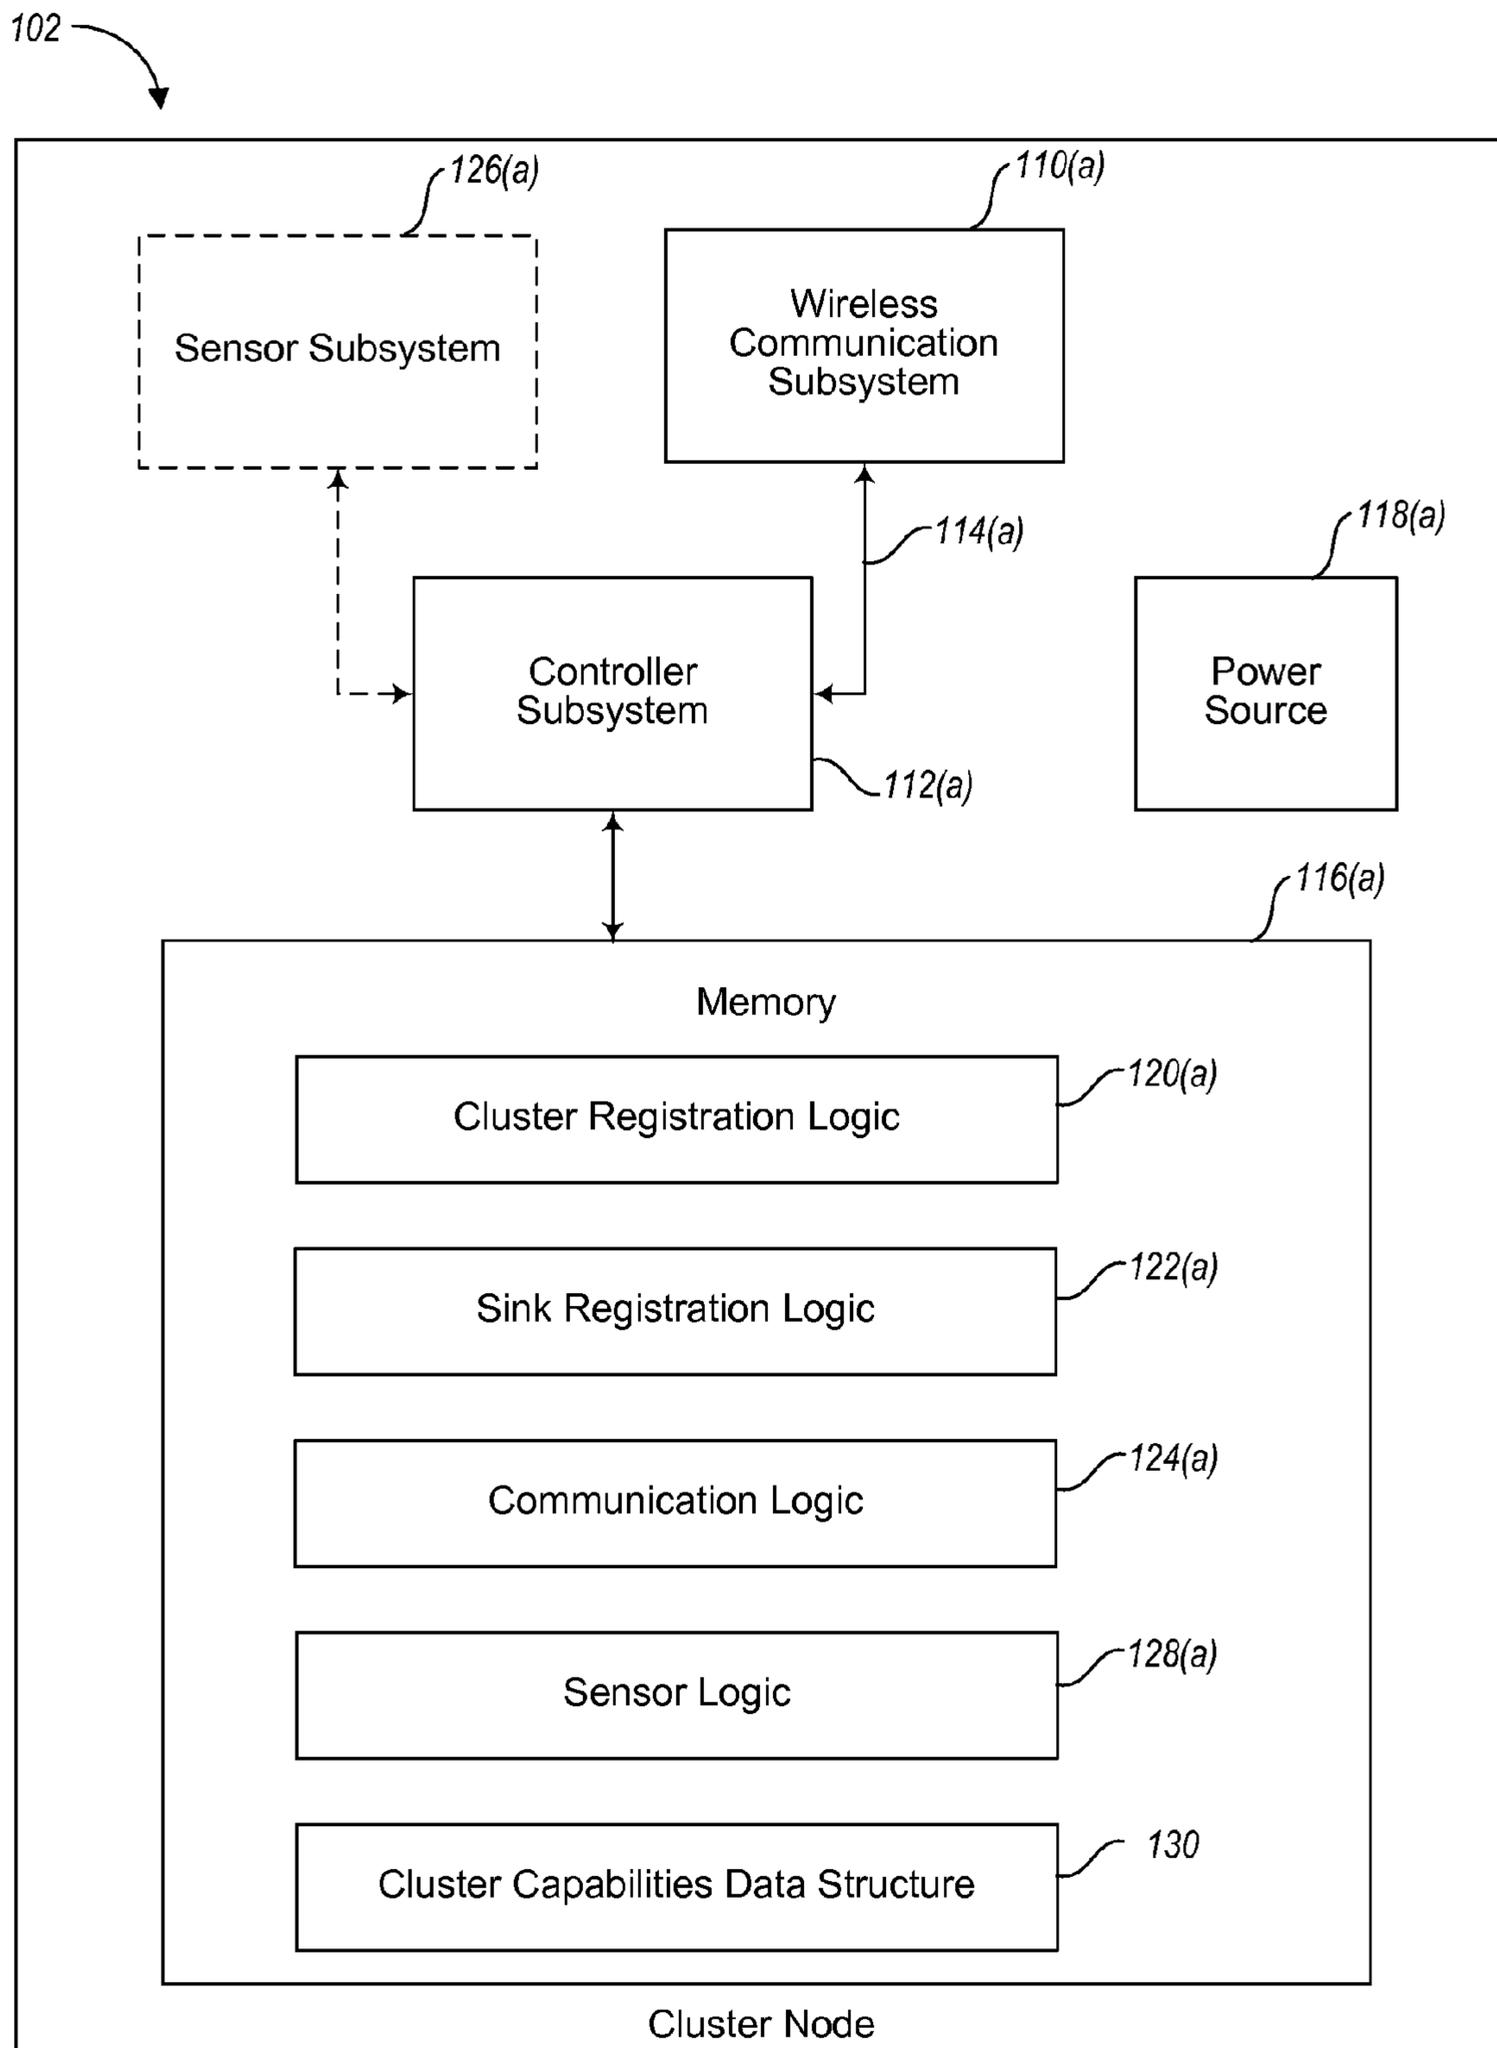 102
126(a)
110(a)
Sensor Subsystem
Wireless
Communication
Subsystem
114(a)
118(a)
Controller
Subsystem
Power
Source
112(a)
116(a)
Memory
120(a)
Cluster Registration Logic
122(a)
Sink Registration Logic
124(a)
Communication Logic
128(a)
Sensor Logic
130
Cluster Capabilities Data Structure
Cluster Node